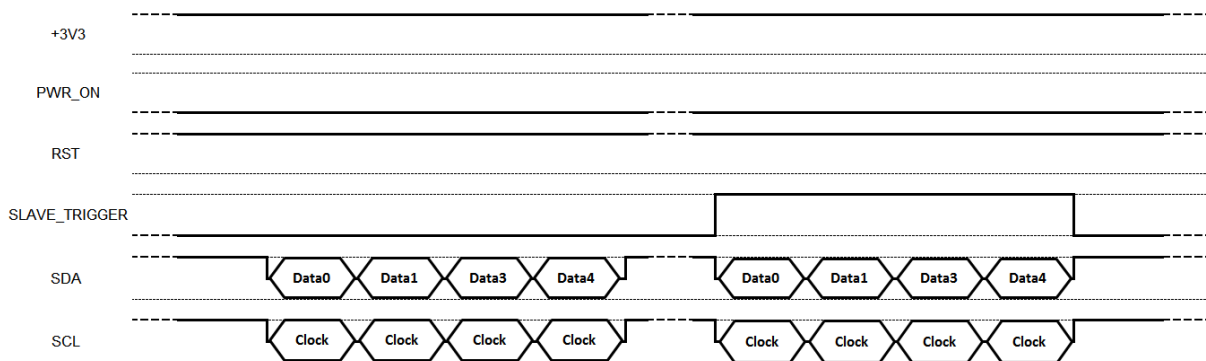 +3V3
PWR_ON
RST
SLAVE_TRIGGER
SDA Data0 Data1 Data3 Data4 Data0 Data1 Data3 Data4
SCL Clock Clock Clock Clock Clock Clock Clock Clock